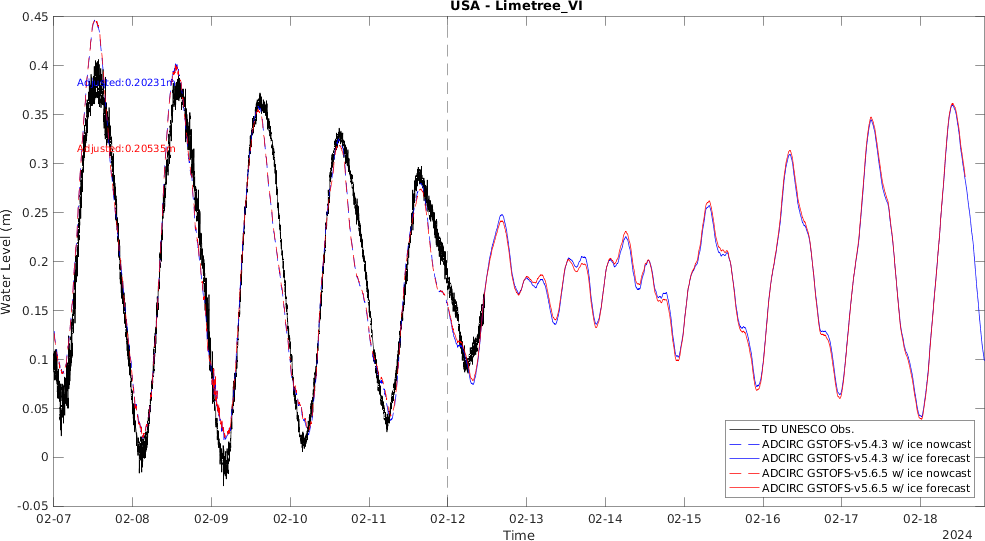 USA - Limetree_VI
0.45
0.4
0.35
0.3
0.25
0.2
0.15
0.1
0.05
0
-0.05
Water Level (m)
Adjusted:0.20231m
Adjusted:0.20535m
TD UNESCO Obs.
ADCIRC GSTOFS-v5.4.3 w/ ice nowcast
ADCIRC GSTOFS-v5.4.3 w/ ice forecast
ADCIRC GSTOFS-v5.6.5 w/ ice nowcast
ADCIRC GSTOFS-v5.6.5 w/ ice forecast
02-07 02-08 02-09 02-10 02-11 02-12 02-13 02-14 02-15 02-16 02-17 02-18
Time
2024